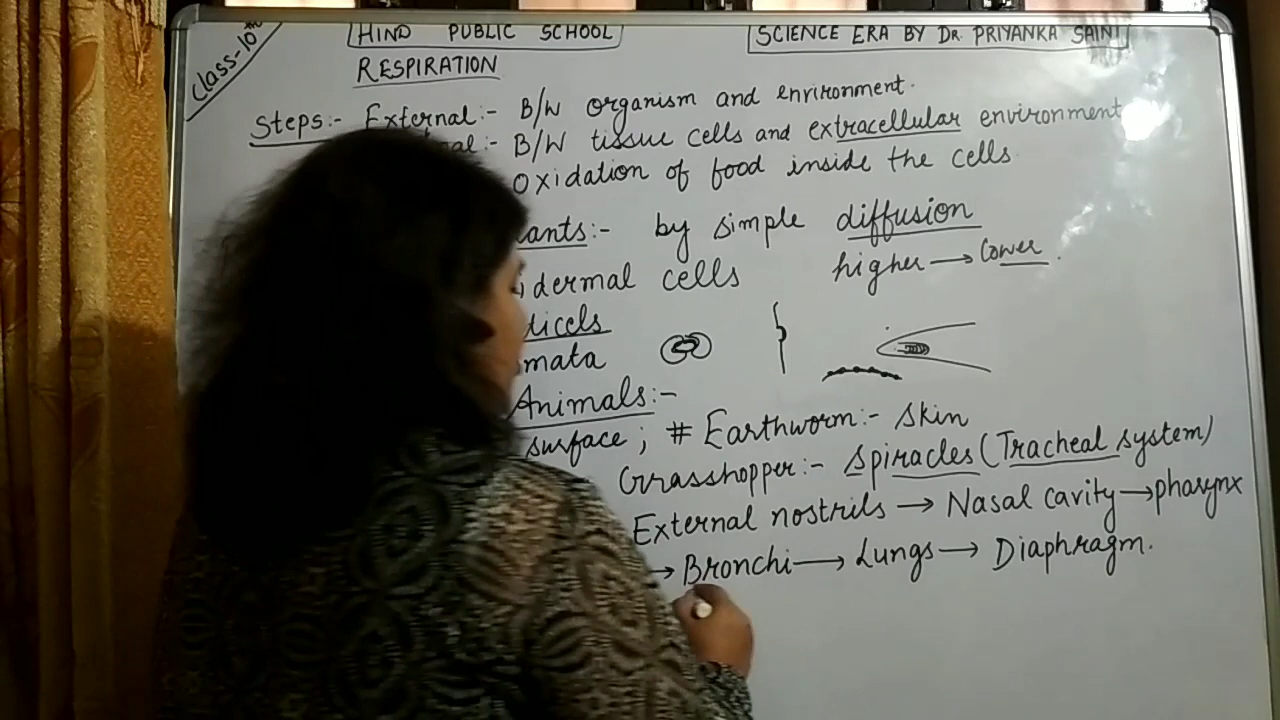 class-10th
HIND PUBLIC SCHOOL
SCIENCE ERA BY DR. PRIYANKA SAINI
RESPIRATION
Steps:- External:- B/W organism and environment.
B/W tissue cells and extracellular environment
oxidation of food inside the cells.
by simple diffusion
dermal cells higher → Lower.
Animals:-
surface; # Earthworm:- Skin
Grasshopper:- Spiracles (Tracheal system)
External nostrils → Nasal cavity → pharynx
→ Bronchi → Lungs → Diaphragm.